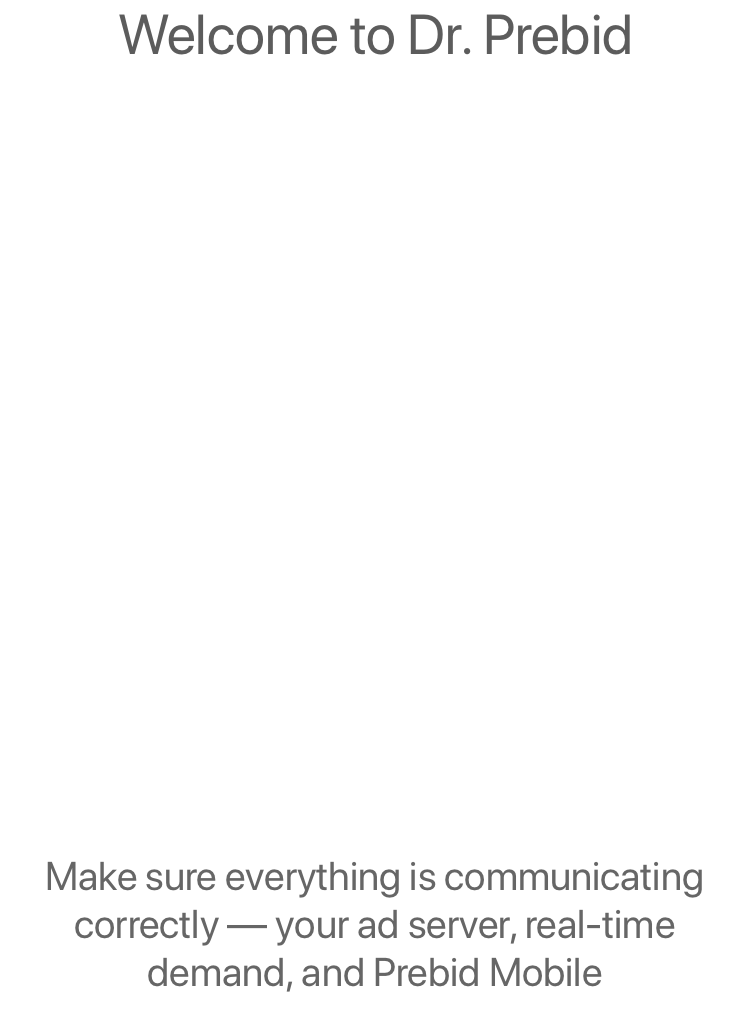 Welcome to Dr. Prebid
Make sure everything is communicating
correctly — your ad server, real-time
demand, and Prebid Mobile